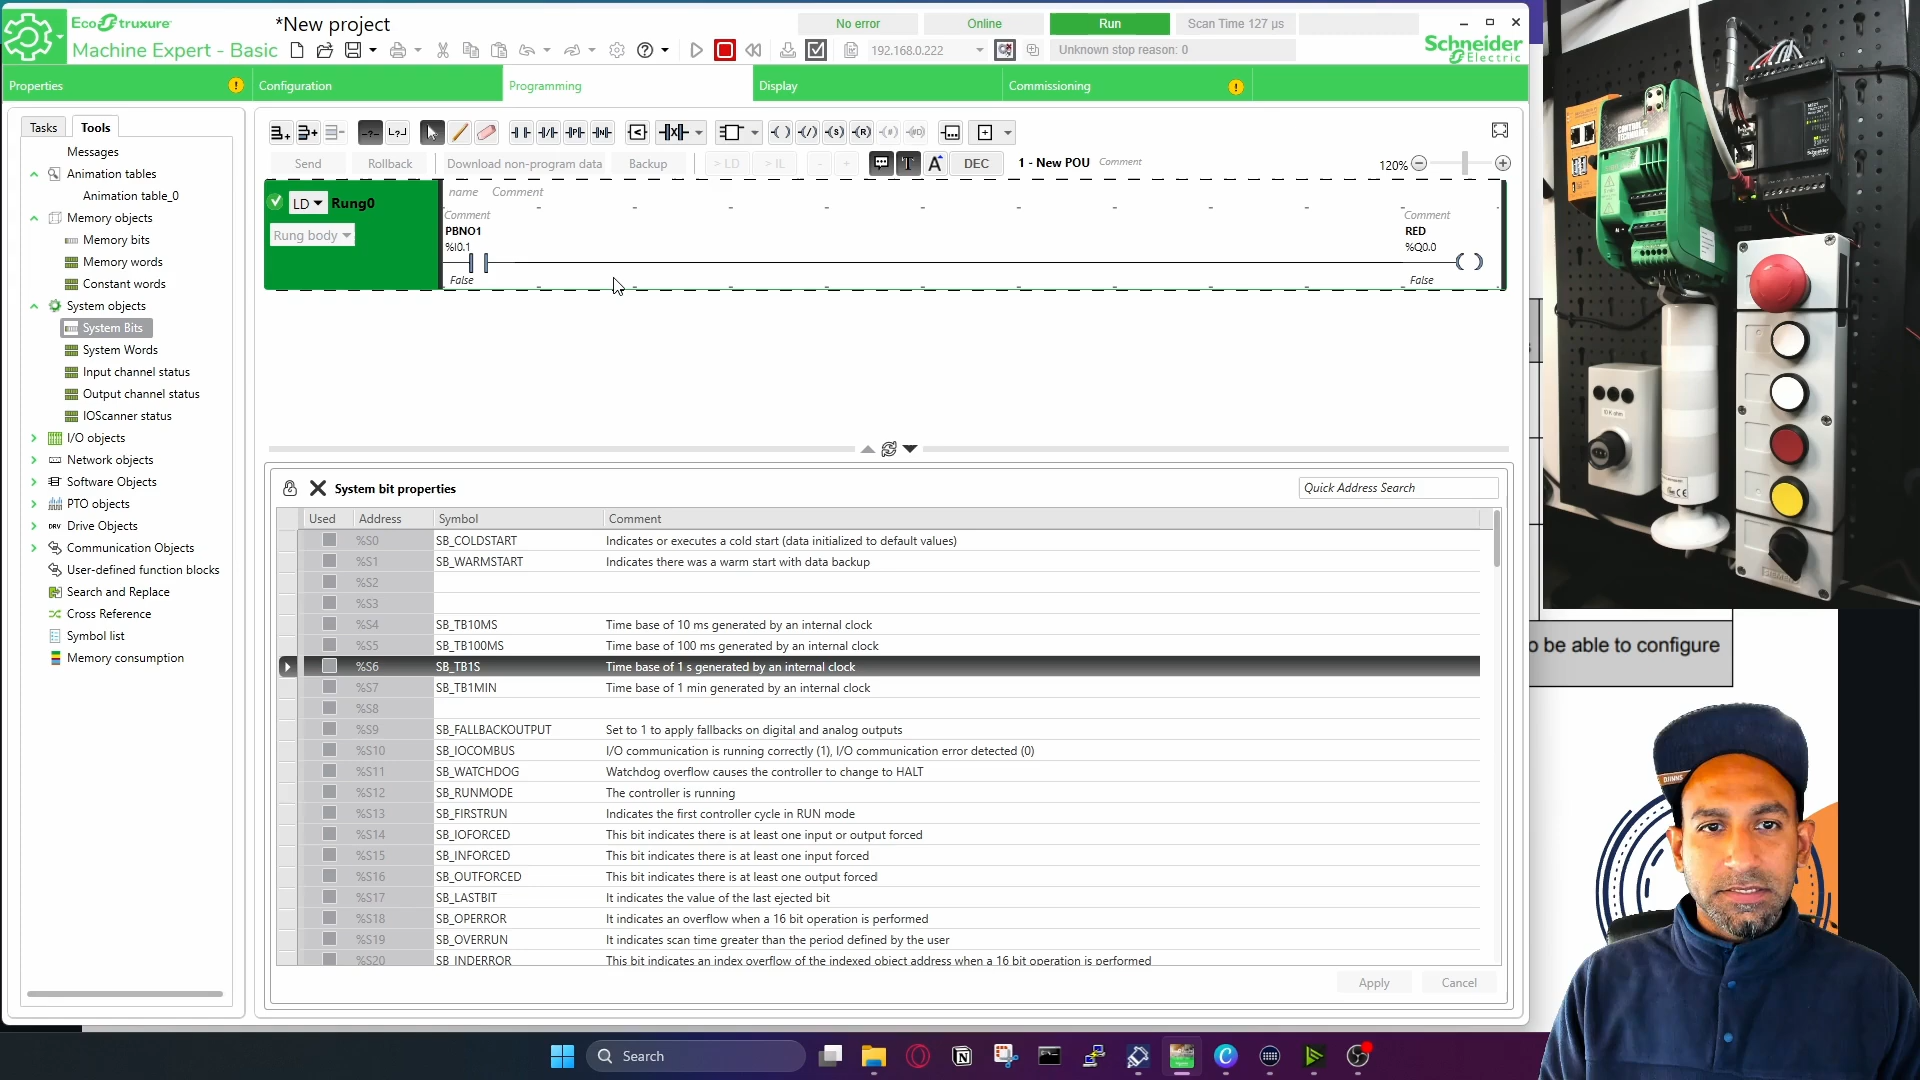 EcoStruxure
Machine Expert - Basic
*New project
No error
Online
Run
Scan Time 127 µs
192.168.0.222
Unknown stop reason: 0
Schneider
Electric
Properties
Configuration
Programming
Display
Commissioning
Tasks
Tools
Messages
Animation tables
Animation table_0
Memory objects
Memory bits
Memory words
Constant words
System objects
System Bits
System Words
Input channel status
Output channel status
IOScanner status
I/O objects
Network objects
Software Objects
PTO objects
Drive Objects
Communication Objects
User-defined function blocks
Search and Replace
Cross Reference
Symbol list
Memory consumption
Send
Rollback
Download non-program data
Backup
> LD
> IL
-
+
DEC
1 - New POU
Comment
120%
LD
Rung0
Rung body
name Comment
Comment
PBNO1
%I0.1
False
Comment
RED
%Q0.0
False
System bit properties
Quick Address Search
Used Address Symbol Comment
%S0 SB_COLDSTART Indicates or executes a cold start (data initialized to default values)
%S1 SB_WARMSTART Indicates there was a warm start with data backup
%S2
%S3
%S4 SB_TB10MS Time base of 10 ms generated by an internal clock
%S5 SB_TB100MS Time base of 100 ms generated by an internal clock
%S6 SB_TB1S Time base of 1 s generated by an internal clock
%S7 SB_TB1MIN Time base of 1 min generated by an internal clock
%S8
%S9 SB_FALLBACKOUTPUT Set to 1 to apply fallbacks on digital and analog outputs
%S10 SB_IOCOMBUS I/O communication is running correctly (1), I/O communication error detected (0)
%S11 SB_WATCHDOG Watchdog overflow causes the controller to change to HALT
%S12 SB_RUNMODE The controller is running
%S13 SB_FIRSTRUN Indicates the first controller cycle in RUN mode
%S14 SB_IOFORCED This bit indicates there is at least one input or output forced
%S15 SB_INFORCED This bit indicates there is at least one input forced
%S16 SB_OUTFORCED This bit indicates there is at least one output forced
%S17 SB_LASTBIT It indicates the value of the last ejected bit
%S18 SB_OPERROR It indicates an overflow when a 16 bit operation is performed
%S19 SB_OVERRUN It indicates scan time greater than the period defined by the user
%S20 SB_INDERROR This bit indicates an index overflow of the indexed object address when a 16 bit operation is performed
Apply
Cancel
o be able to configure
DJINNS
Search